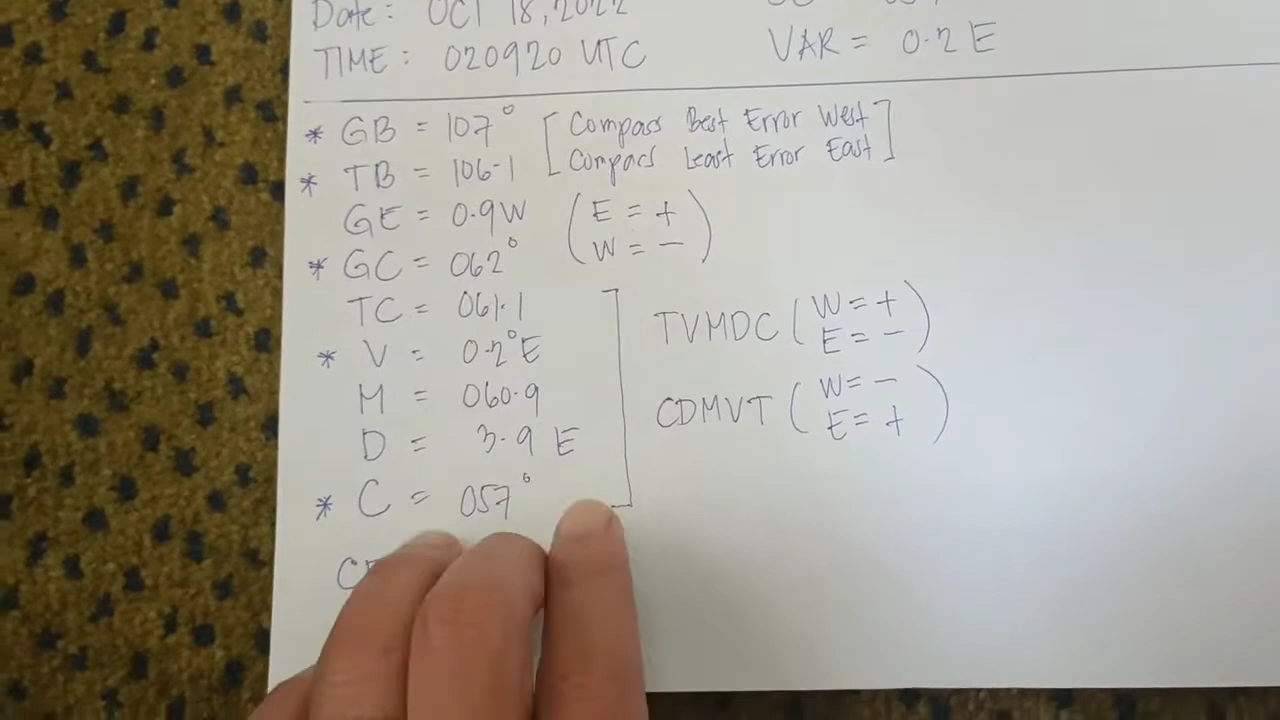 Date: OCT 18, 2022
TIME: 020920 UTC
VAR = 0.2 E
* GB = 107°
[Compass Best Error West
Compass Least Error East]
* TB = 106.1
GE = 0.9W
(E = +
W = −)
* GC = 062°
TC = 061.1
* V = 0.2°E
M = 060.9
D = 3.9 E
* C = 057°
TVMDC (W = +
E = −)
CDMVT (W = −
E = +)